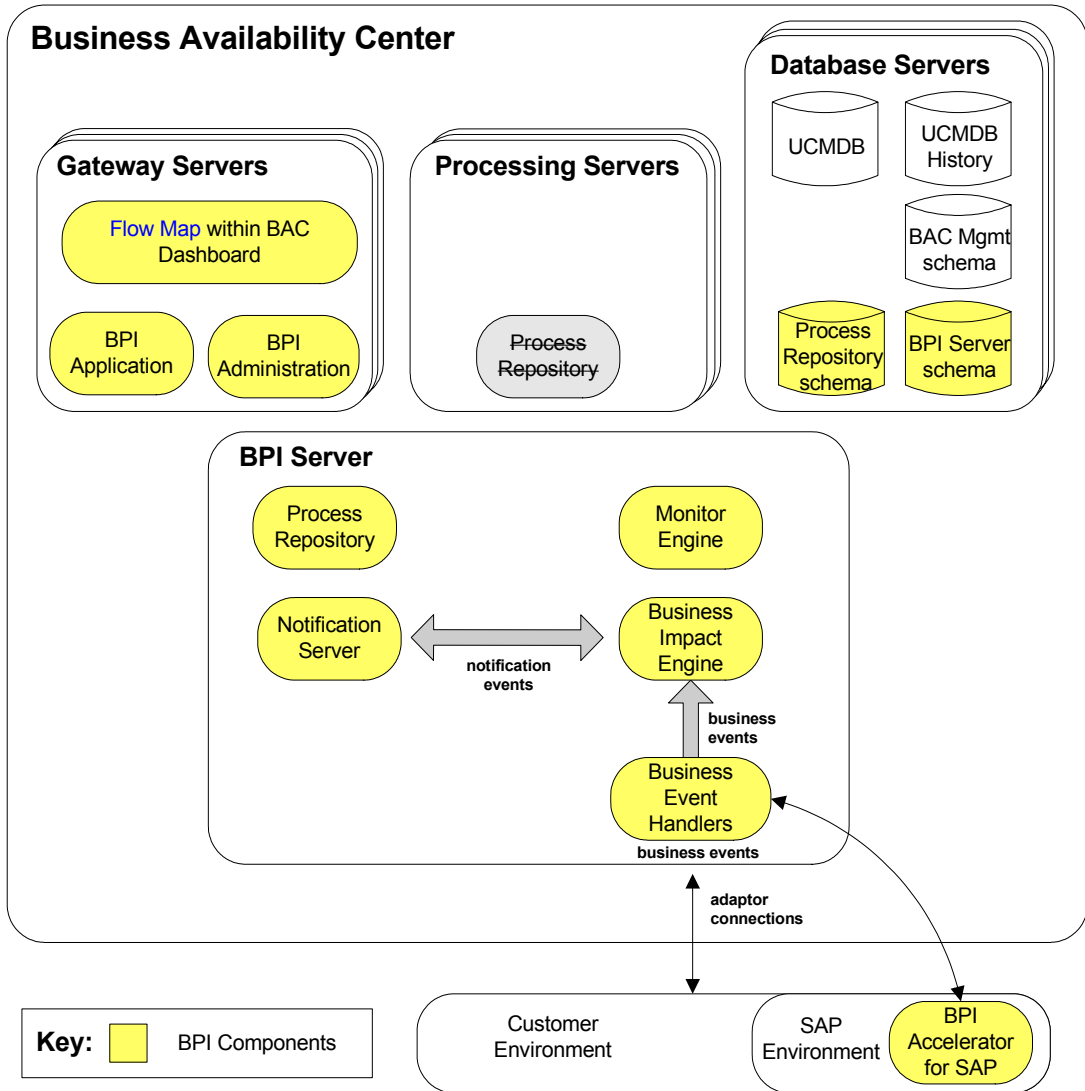 Business Availability Center
Database Servers
UCMDB
UCMDB
History
BAC Mgmt
schema
Process
Repository
schema
BPI Server
schema
Gateway Servers
Flow Map within BAC
Dashboard
BPI
Application
BPI
Administration
Processing Servers
Process
Repository
BPI Server
Process
Repository
Monitor
Engine
Notification
Server
notification
events
Business
Impact
Engine
business
events
Business
Event
Handlers
business events
adaptor
connections
Key:
BPI Components
Customer
Environment
SAP
Environment
BPI
Accelerator
for SAP